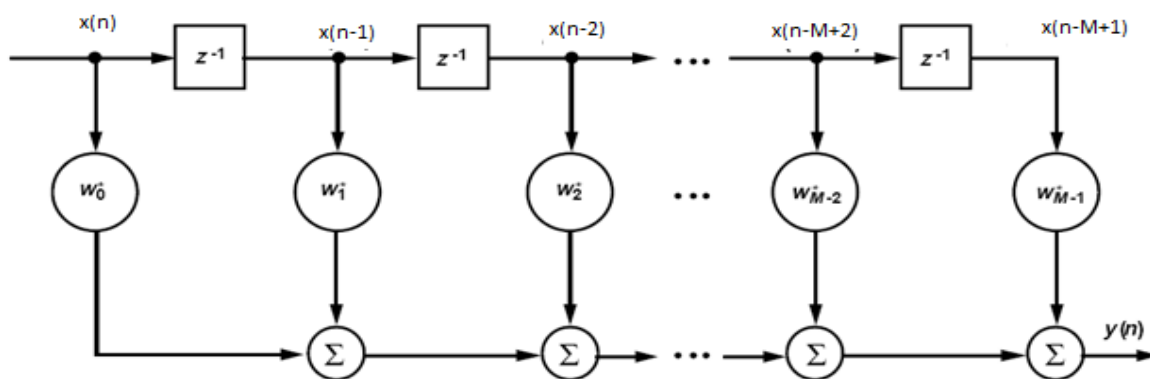 x(n) x(n-1) x(n-2) x(n-M+2) x(n-M+1)
z⁻¹ z⁻¹ ... z⁻¹
w₀* w₁* w₂* ... w*M-2 w*M-1
Σ Σ ... Σ Σ y(n)